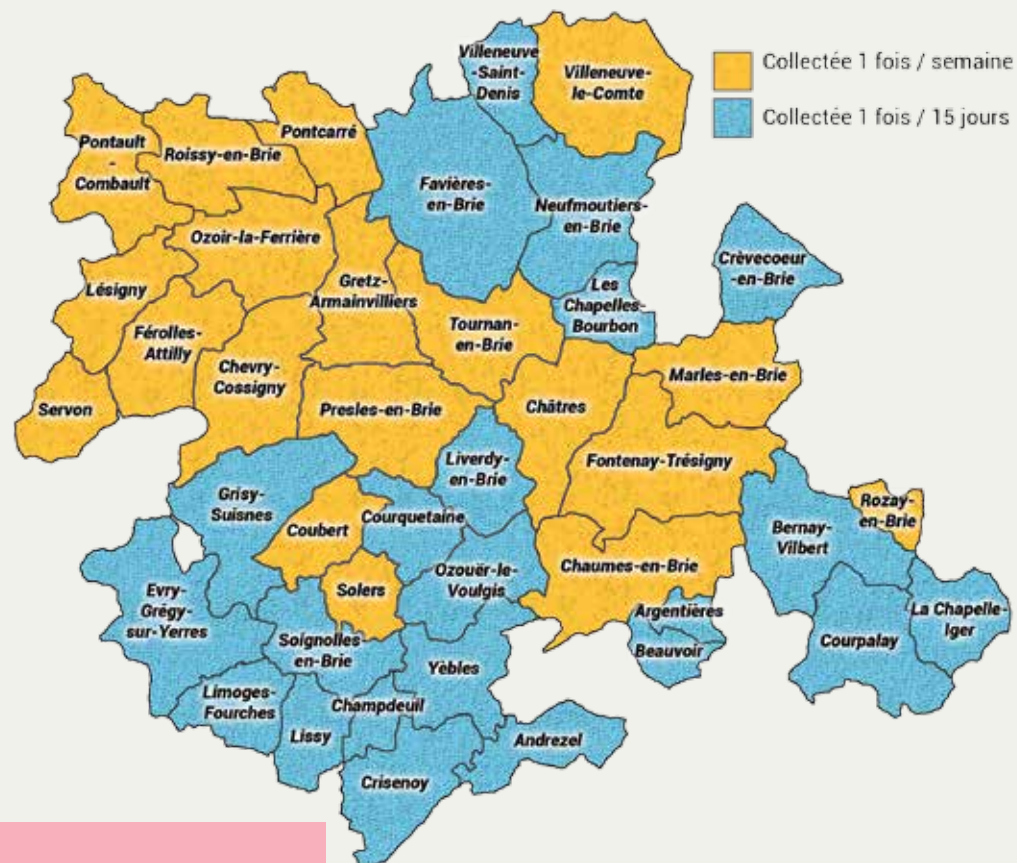 Collectée 1 fois / semaine
Collectée 1 fois / 15 jours
Villeneuve
-Saint-
Denis
Villeneuve-
le-Comte
Pontcarré
Pontault
-
Combault
Roissy-en-Brie
Favières-
en-Brie
Neufmoutiers-
en-Brie
Ozoir-la-Ferrière
Crèvecoeur
-en-Brie
Lésigny
Gretz-
Armainvilliers
Les
Chapelles-
Bourbon
Férolles-
Attilly
Tournan-
en-Brie
Chevry-
Cossigny
Marles-en-Brie
Servon
Presles-en-Brie
Châtres
Liverdy-
en-Brie
Fontenay-Trésigny
Grisy-
Suisnes
Coubert
Courquetaine
Rozay-
en-Brie
Bernay-
Vilbert
Evry-
Grégy-
sur-Yerres
Solers
Ozouër-le-
Voulgis
Chaumes-en-Brie
Argentières
La Chapelle-
Iger
Soignolles-
en-Brie
Yèbles
Beauvoir
Courpalay
Limoges-
Fourches
Champdeuil
Lissy
Andrezel
Crisenoy